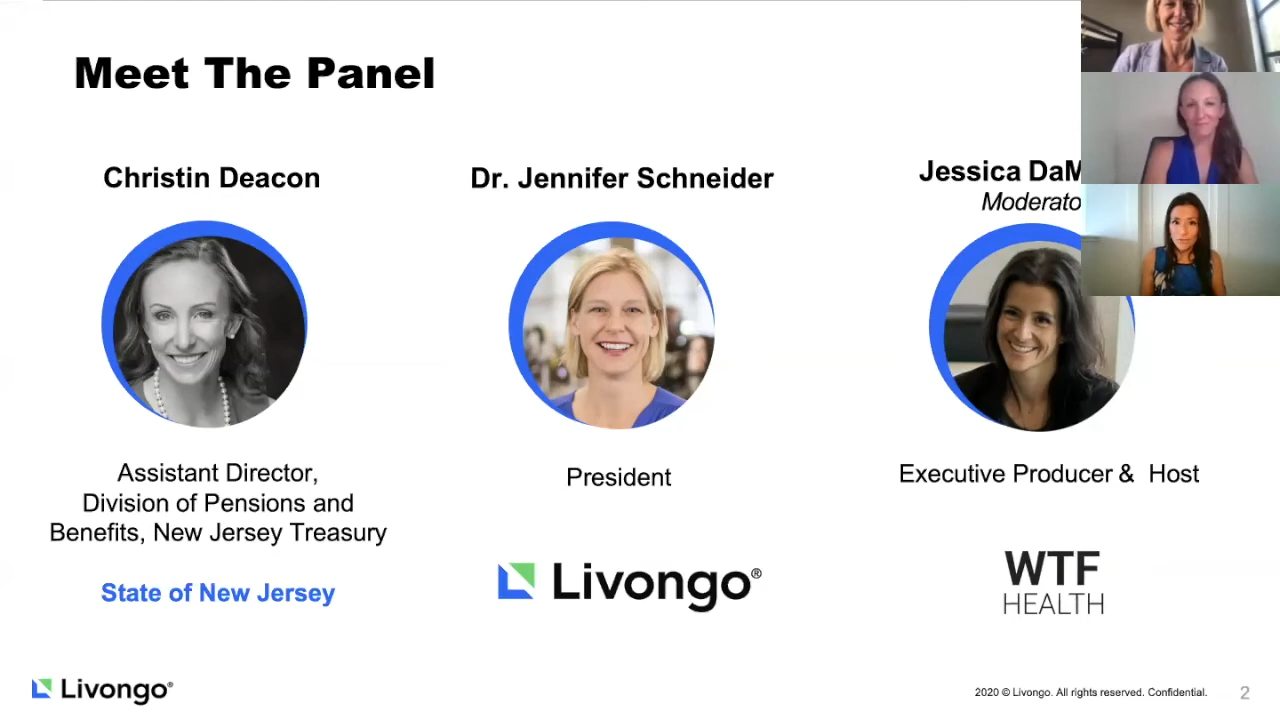 Meet The Panel
Christin Deacon
Assistant Director,
Division of Pensions and
Benefits, New Jersey Treasury
State of New Jersey
Dr. Jennifer Schneider
President
Livongo®
Jessica
Executive Producer & Host
WTF
HEALTH
Livongo®
2020 © Livongo. All rights reserved. Confidential.
2